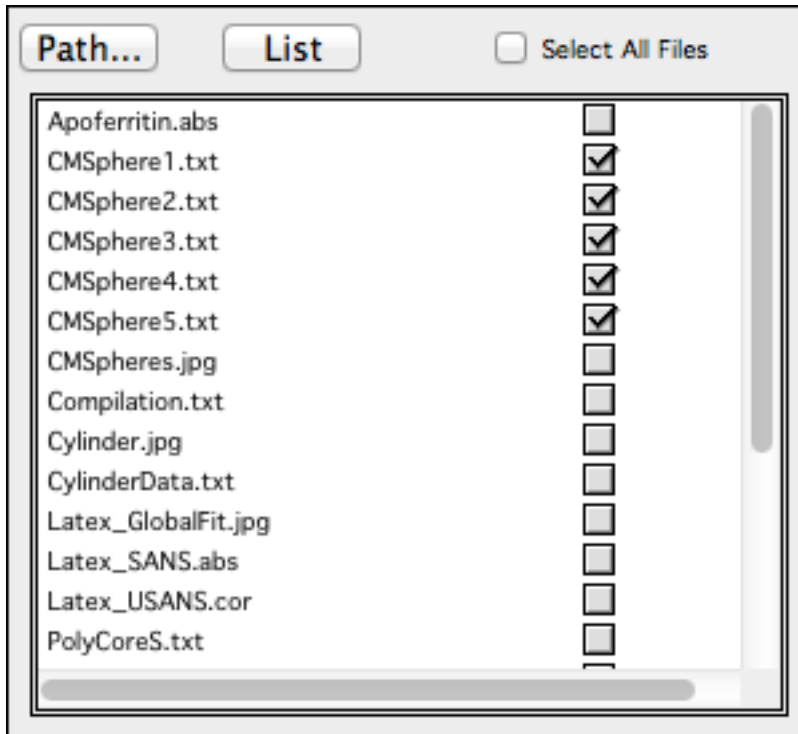 Path... List Select All Files
Apoferritin.abs
CMSphere1.txt
CMSphere2.txt
CMSphere3.txt
CMSphere4.txt
CMSphere5.txt
CMSpheres.jpg
Compilation.txt
Cylinder.jpg
CylinderData.txt
Latex_GlobalFit.jpg
Latex_SANS.abs
Latex_USANS.cor
PolyCoreS.txt